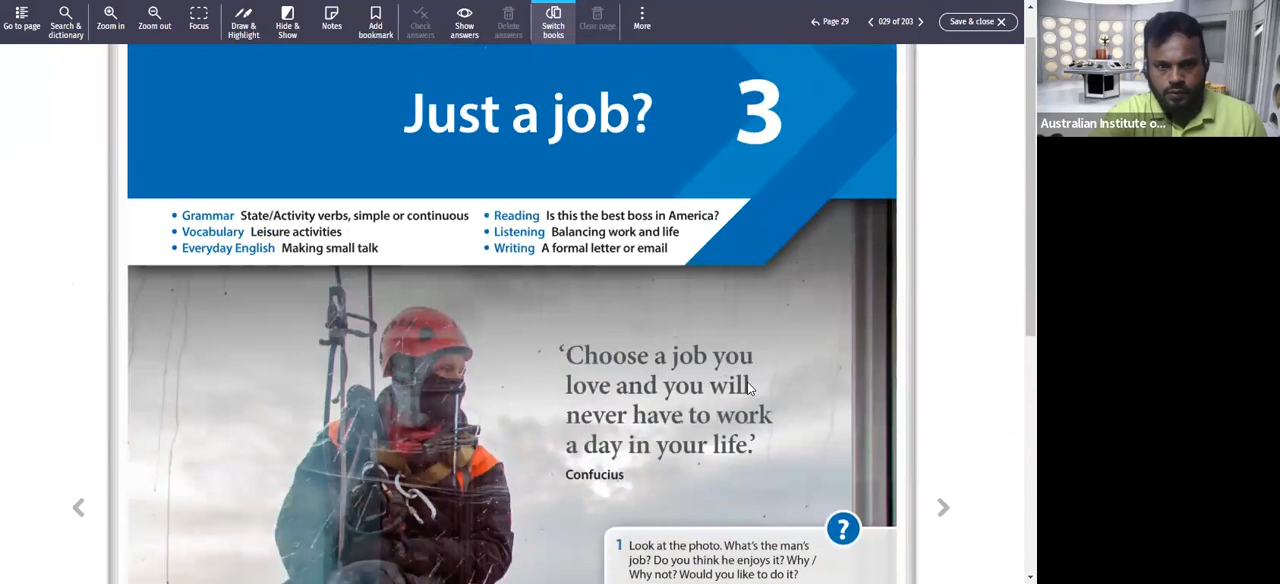 Go to page
Search & dictionary
Zoom in
Zoom out
Focus
Draw & Highlight
Hide & Show
Notes
Add bookmark
Check answers
Show answers
Delete answers
Switch books
Clear page
More
Page 29
029 of 203
Save & close
Australian Institute o...
Just a job? 3
• Grammar State/Activity verbs, simple or continuous
• Vocabulary Leisure activities
• Everyday English Making small talk
• Reading Is this the best boss in America?
• Listening Balancing work and life
• Writing A formal letter or email
‘Choose a job you
love and you will
never have to work
a day in your life.’
Confucius
?
1 Look at the photo. What's the man's
job? Do you think he enjoys it? Why /
Why not? Would you like to do it?